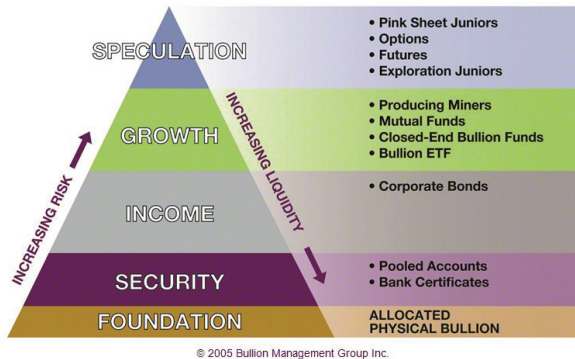 SPECULATION
• Pink Sheet Juniors
• Options
• Futures
• Exploration Juniors
GROWTH
• Producing Miners
• Mutual Funds
• Closed-End Bullion Funds
• Bullion ETF
INCOME
• Corporate Bonds
SECURITY
• Pooled Accounts
• Bank Certificates
FOUNDATION
ALLOCATED
PHYSICAL BULLION
INCREASING RISK
INCREASING LIQUIDITY
© 2005 Bullion Management Group Inc.